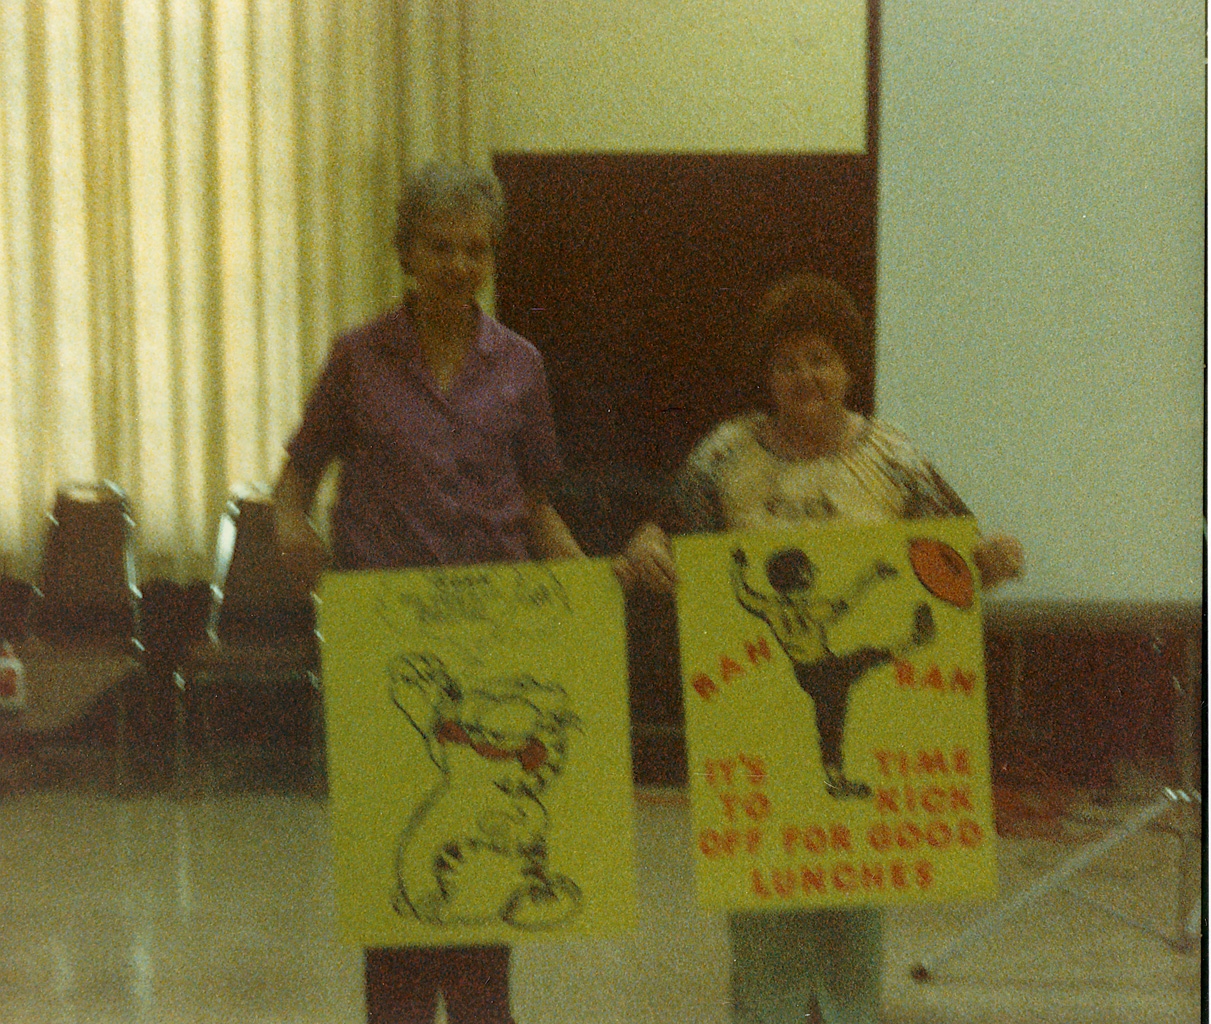 RAH
RAH
IT'S TIME
TO KICK
OFF FOR GOOD
LUNCHES